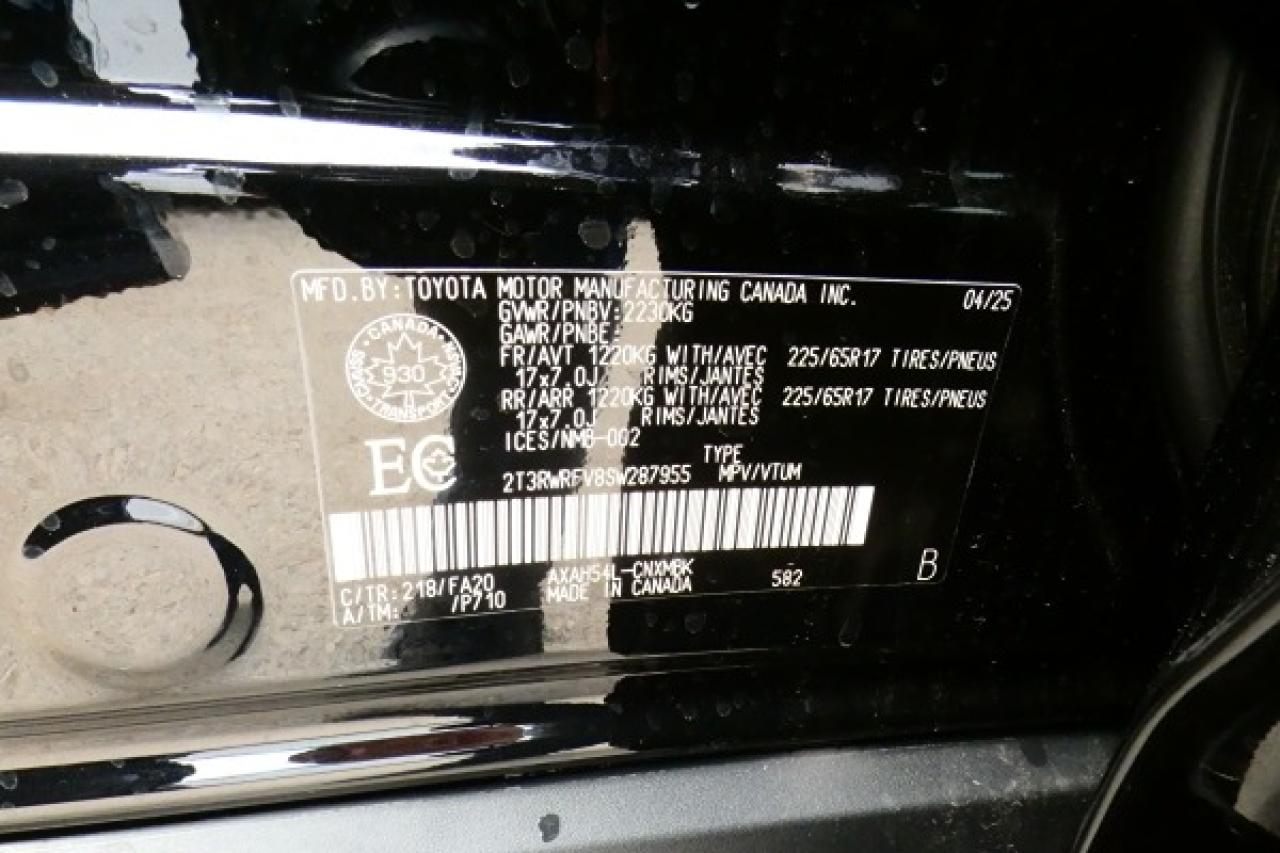 MFD.BY:TOYOTA MOTOR MANUFACTURING CANADA INC. 04/25
GVWR/PNBV:2230KG
GAWR/PNBE-
FR/AVT 1220KG WITH/AVEC 225/65R17 TIRES/PNEUS
17x7.0J RIMS/JANTES
RR/ARR 1220KG WITH/AVEC 225/65R17 TIRES/PNEUS
17x7.0J RIMS/JANTES
ICES/NMB-002
CANADA
930
TRANSPORT
EC
TYPE
2T3RWRFV8SW287955 MPV/VTUM
C/TR:218/FA20 AXAH54L-CNXMBK 582 B
A/TM: /P710 MADE IN CANADA